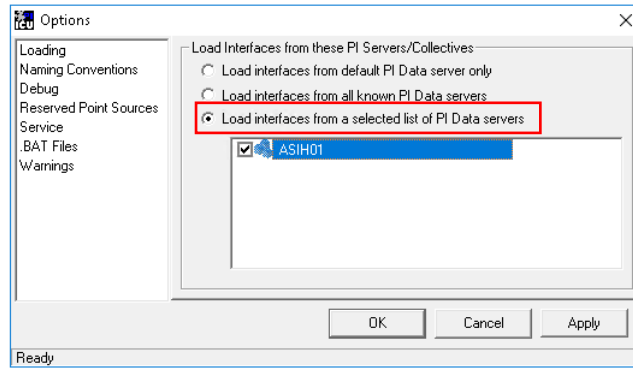 ICU Options
Loading
Naming Conventions
Debug
Reserved Point Sources
Service
.BAT Files
Warnings
Load Interfaces from these PI Servers/Collectives
Load interfaces from default PI Data server only
Load interfaces from all known PI Data servers
Load interfaces from a selected list of PI Data servers
ASIH01
OK Cancel Apply
Ready